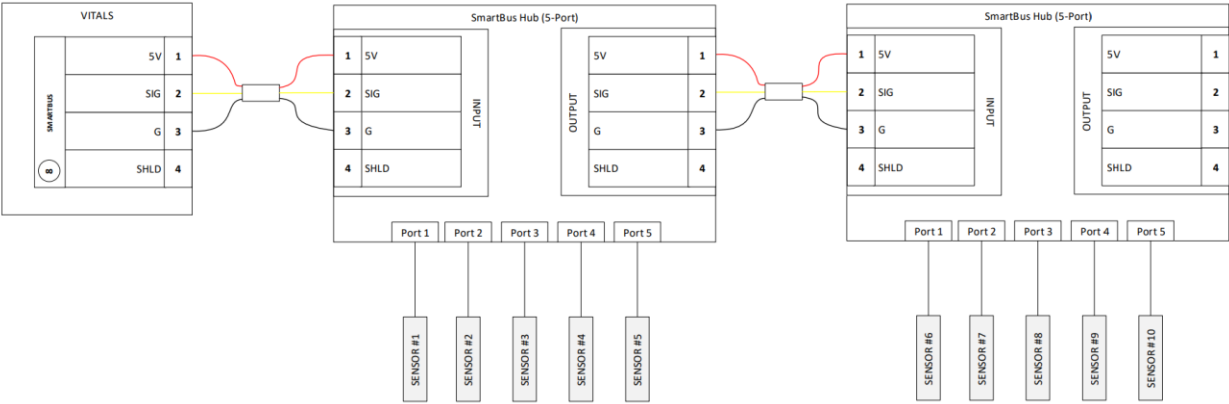 VITALS
SMARTBUS
8
5V 1
SIG 2
G 3
SHLD 4
SmartBus Hub (5-Port)
1 5V
2 SIG
3 G
4 SHLD
INPUT
OUTPUT
5V 1
SIG 2
G 3
SHLD 4
Port 1 Port 2 Port 3 Port 4 Port 5
SENSOR #1
SENSOR #2
SENSOR #3
SENSOR #4
SENSOR #5
SmartBus Hub (5-Port)
1 5V
2 SIG
3 G
4 SHLD
INPUT
OUTPUT
5V 1
SIG 2
G 3
SHLD 4
Port 1 Port 2 Port 3 Port 4 Port 5
SENSOR #6
SENSOR #7
SENSOR #8
SENSOR #9
SENSOR #10